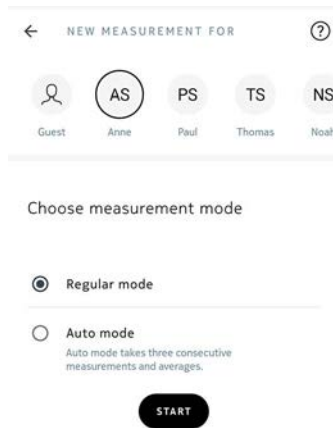 NEW MEASUREMENT FOR
?
AS
PS
TS
NS
Guest
Anne
Paul
Thomas
Noah
Choose measurement mode
Regular mode
Auto mode
Auto mode takes three consecutive
measurements and averages.
START